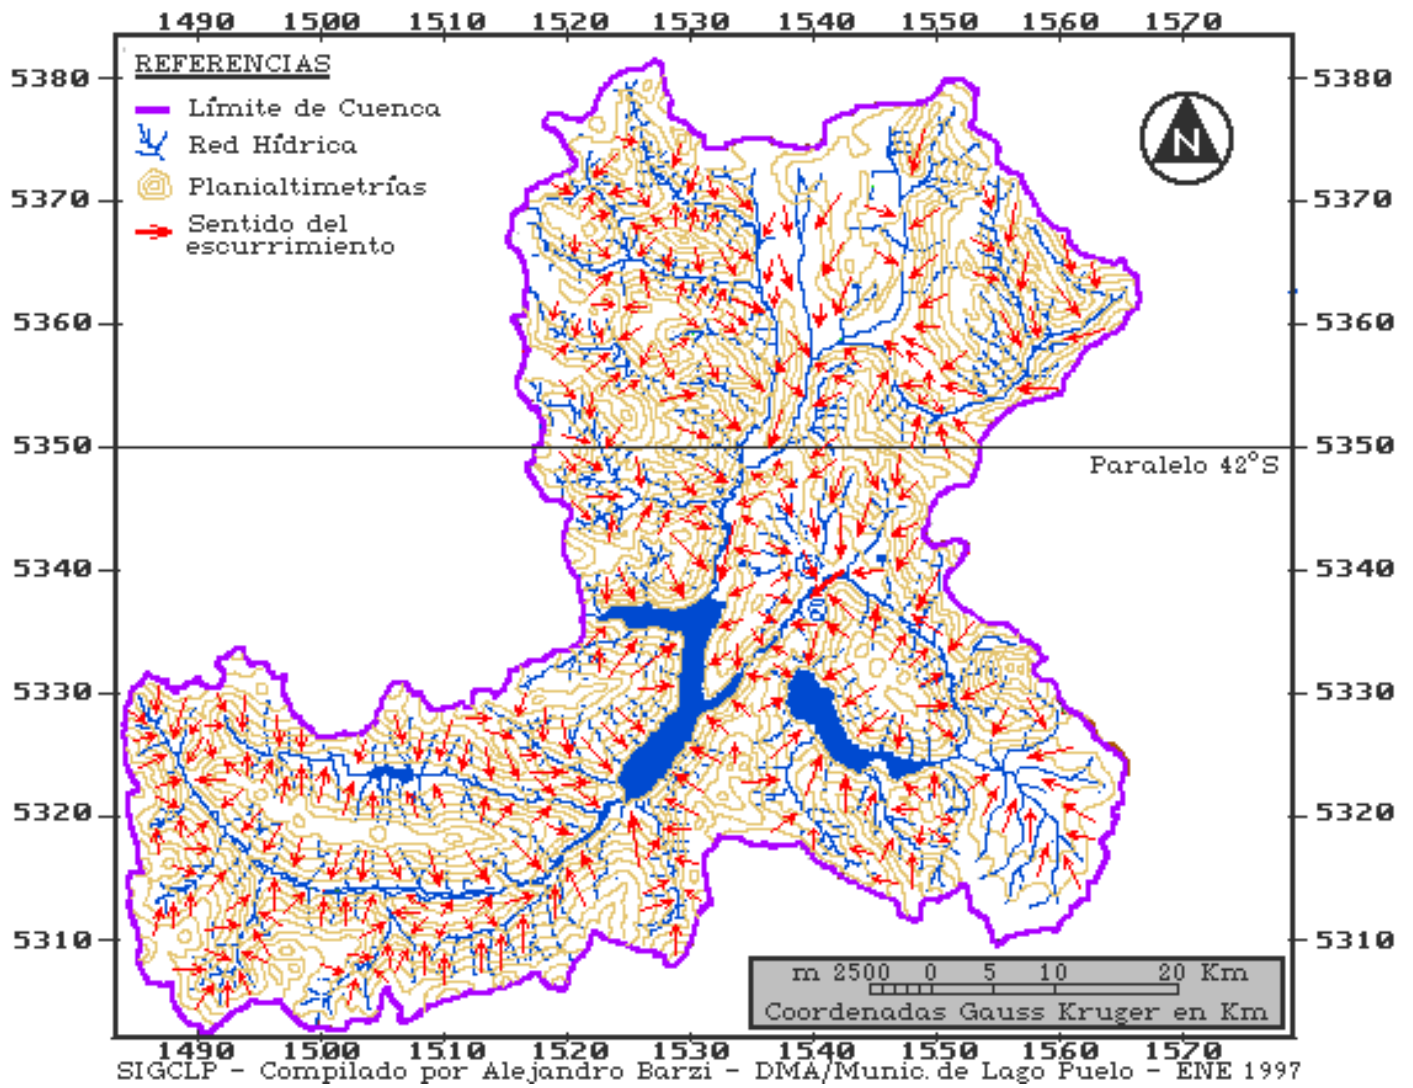 1490 1500 1510 1520 1530 1540 1550 1560 1570
REFERENCIAS
Límite de Cuenca
Red Hídrica
Planialtimetrías
Sentido del
escurrimiento
N
5380 5380
5370 5370
5360 5360
5350 5350
Paralelo 42°S
5340 5340
5330 5330
5320 5320
5310 5310
m 2500 0 5 10 20 Km
Coordenadas Gauss Kruger en Km
1490 1500 1510 1520 1530 1540 1550 1560 1570
SIGCLP - Compilado por Alejandro Barzi - DMA/Munic. de Lago Puelo - ENE 1997